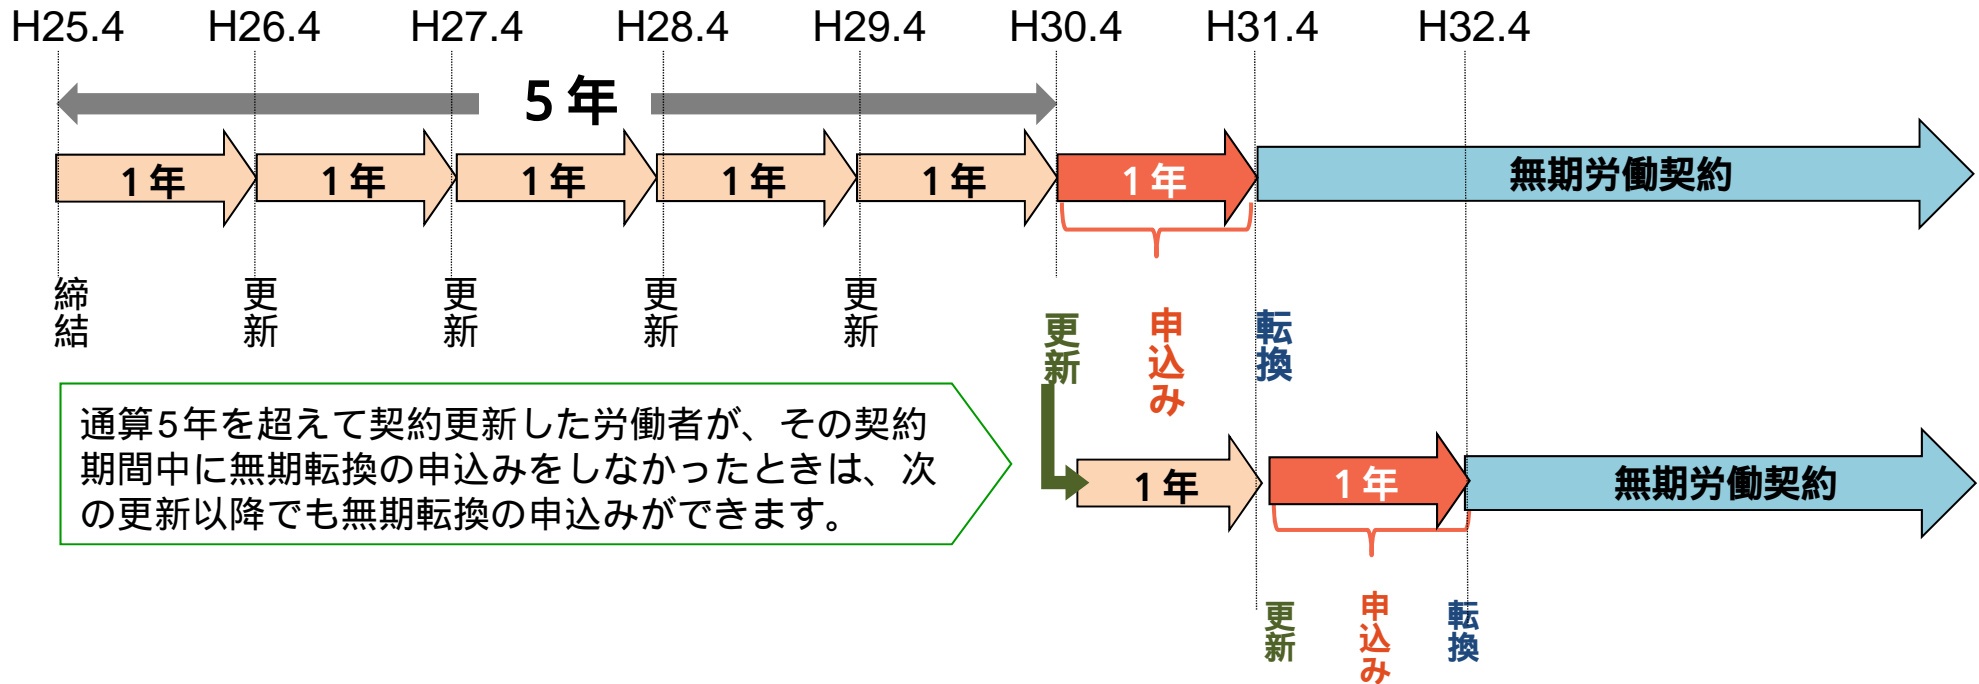 H25.4 H26.4 H27.4 H28.4 H29.4 H30.4 H31.4 H32.4
5年
1年 1年 1年 1年 1年 1年 無期労働契約
締結 更新 更新 更新 更新 更新 申込み 転換
通算5年を超えて契約更新した労働者が、その契約
期間中に無期転換の申込みをしなかったときは、次
の更新以降でも無期転換の申込みができます。
1年 1年 無期労働契約
更新 申込み 転換